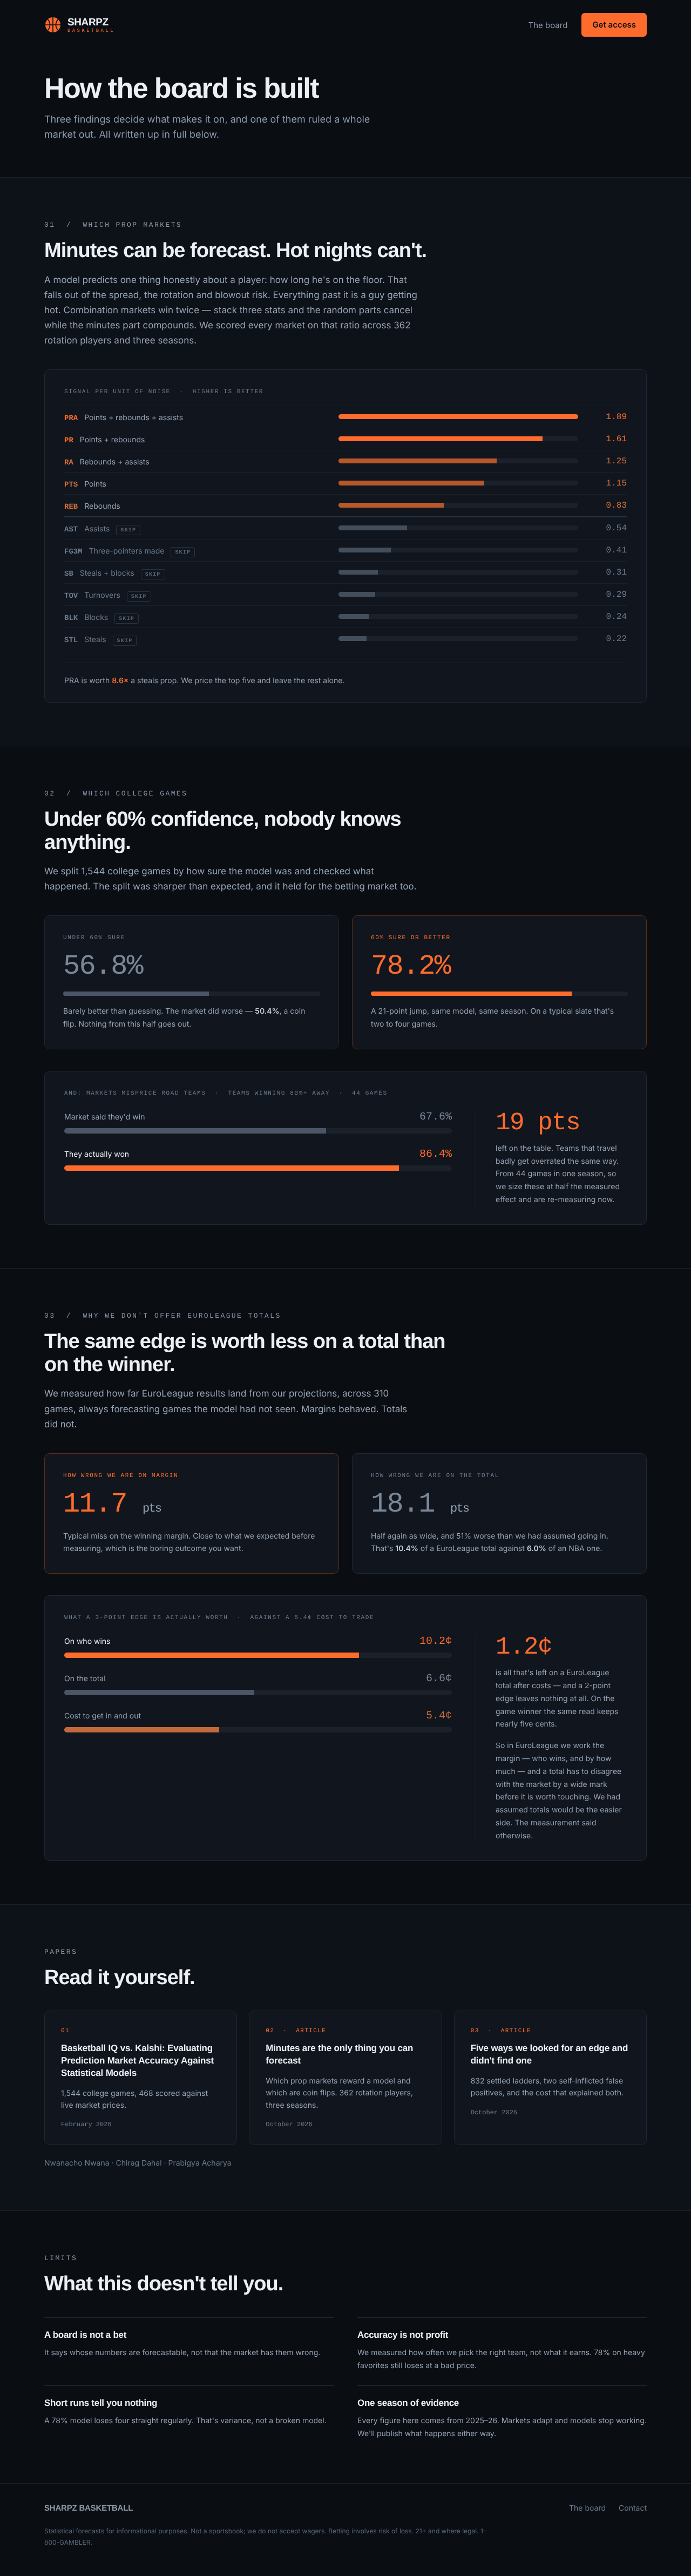 SHARPZ
BASKETBALL
The board
Get access
How the board is built
Three findings decide what makes it on, and one of them ruled a whole
market out. All written up in full below.
01 / WHICH PROP MARKETS
Minutes can be forecast. Hot nights can't.
A model predicts one thing honestly about a player: how long he's on the floor. That
falls out of the spread, the rotation and blowout risk. Everything past it is a guy getting
hot. Combination markets win twice — stack three stats and the random parts cancel
while the minutes part compounds. We scored every market on that ratio across 362
rotation players and three seasons.
SIGNAL PER UNIT OF NOISE · HIGHER IS BETTER
PRA Points + rebounds + assists 1.89
PR Points + rebounds 1.61
RA Rebounds + assists 1.25
PTS Points 1.15
REB Rebounds 0.83
AST Assists SKIP 0.54
FG3M Three-pointers made SKIP 0.41
SB Steals + blocks SKIP 0.31
TOV Turnovers SKIP 0.29
BLK Blocks SKIP 0.24
STL Steals SKIP 0.22
PRA is worth 8.6× a steals prop. We price the top five and leave the rest alone.
02 / WHICH COLLEGE GAMES
Under 60% confidence, nobody knows
anything.
We split 1,544 college games by how sure the model was and checked what
happened. The split was sharper than expected, and it held for the betting market too.
UNDER 60% SURE
56.8%
Barely better than guessing. The market did worse — 50.4%, a coin
flip. Nothing from this half goes out.
60% SURE OR BETTER
78.2%
A 21-point jump, same model, same season. On a typical slate that's
two to four games.
AND: MARKETS MISPRICE ROAD TEAMS · TEAMS WINNING 80%+ AWAY · 44 GAMES
Market said they'd win 67.6%
They actually won 86.4%
19 pts
left on the table. Teams that travel
badly get overrated the same way.
From 44 games in one season, so
we size these at half the measured
effect and are re-measuring now.
03 / WHY WE DON'T OFFER EUROLEAGUE TOTALS
The same edge is worth less on a total than
on the winner.
We measured how far EuroLeague results land from our projections, across 310
games, always forecasting games the model had not seen. Margins behaved. Totals
did not.
HOW WRONG WE ARE ON MARGIN
11.7 pts
Typical miss on the winning margin. Close to what we expected before
measuring, which is the boring outcome you want.
HOW WRONG WE ARE ON THE TOTAL
18.1 pts
Half again as wide, and 51% worse than we had assumed going in.
That's 10.4% of a EuroLeague total against 6.0% of an NBA one.
WHAT A 3-POINT EDGE IS ACTUALLY WORTH · AGAINST A 5.4¢ COST TO TRADE
On who wins 10.2¢
On the total 6.6¢
Cost to get in and out 5.4¢
1.2¢
is all that's left on a EuroLeague
total after costs — and a 2-point
edge leaves nothing at all. On the
game winner the same read keeps
nearly five cents.
So in EuroLeague we work the
margin — who wins, and by how
much — and a total has to disagree
with the market by a wide mark
before it is worth touching. We had
assumed totals would be the easier
side. The measurement said
otherwise.
PAPERS
Read it yourself.
01
Basketball IQ vs. Kalshi: Evaluating
Prediction Market Accuracy Against
Statistical Models
1,544 college games, 468 scored against
live market prices.
February 2026
02 · ARTICLE
Minutes are the only thing you can
forecast
Which prop markets reward a model and
which are coin flips. 362 rotation players,
three seasons.
October 2026
03 · ARTICLE
Five ways we looked for an edge and
didn't find one
832 settled ladders, two self-inflicted false
positives, and the cost that explained both.
October 2026
Nwanacho Nwana · Chirag Dahal · Prabigya Acharya
LIMITS
What this doesn't tell you.
A board is not a bet
It says whose numbers are forecastable, not that the market has them wrong.
Accuracy is not profit
We measured how often we pick the right team, not what it earns. 78% on heavy
favorites still loses at a bad price.
Short runs tell you nothing
A 78% model loses four straight regularly. That's variance, not a broken model.
One season of evidence
Every figure here comes from 2025–26. Markets adapt and models stop working.
We'll publish what happens either way.
SHARPZ BASKETBALL
The board
Contact
Statistical forecasts for informational purposes. Not a sportsbook; we do not accept wagers. Betting involves risk of loss. 21+ and where legal. 1-
800-GAMBLER.